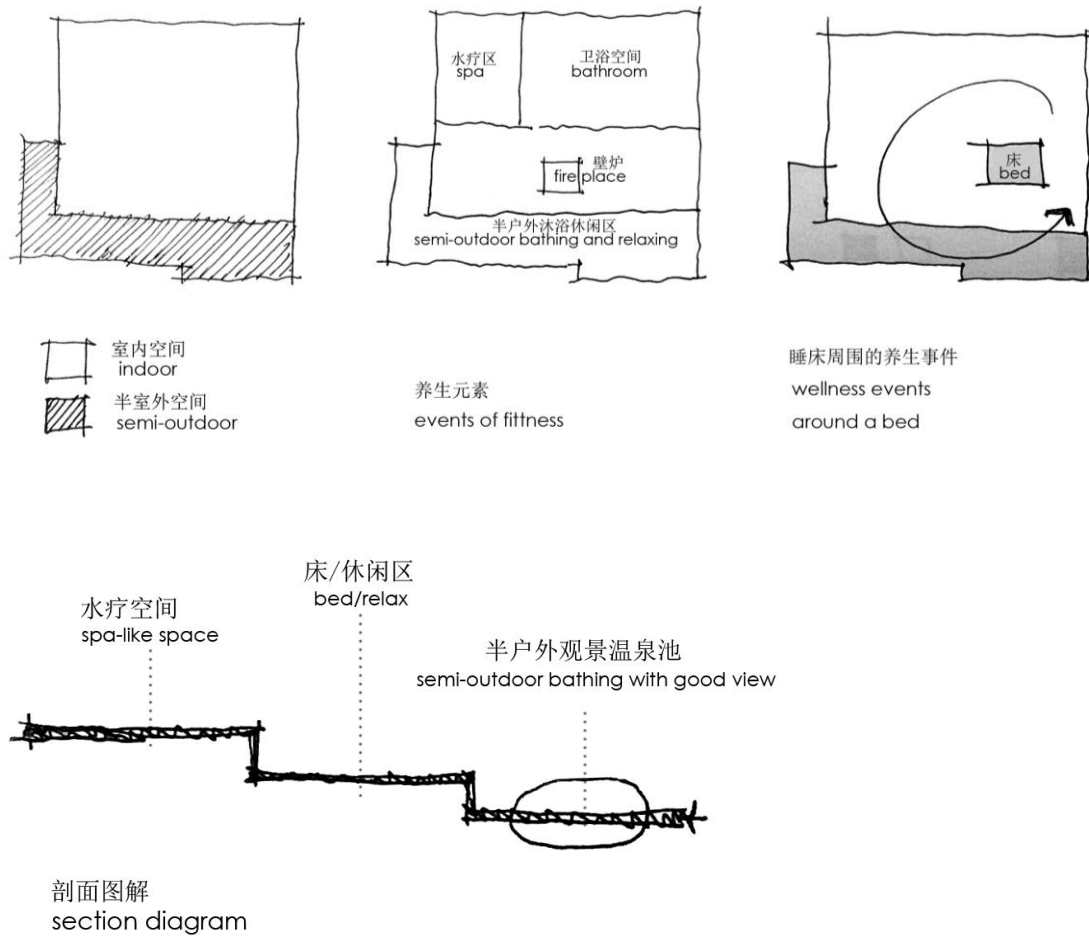 水疗区
spa
卫浴空间
bathroom
壁炉
fire place
半户外沐浴休闲区
semi-outdoor bathing and relaxing
床
bed
室内空间
indoor
半室外空间
semi-outdoor
养生元素
events of fittness
睡床周围的养生事件
wellness events
around a bed
水疗空间
spa-like space
床/休闲区
bed/relax
半户外观景温泉池
semi-outdoor bathing with good view
剖面图解
section diagram